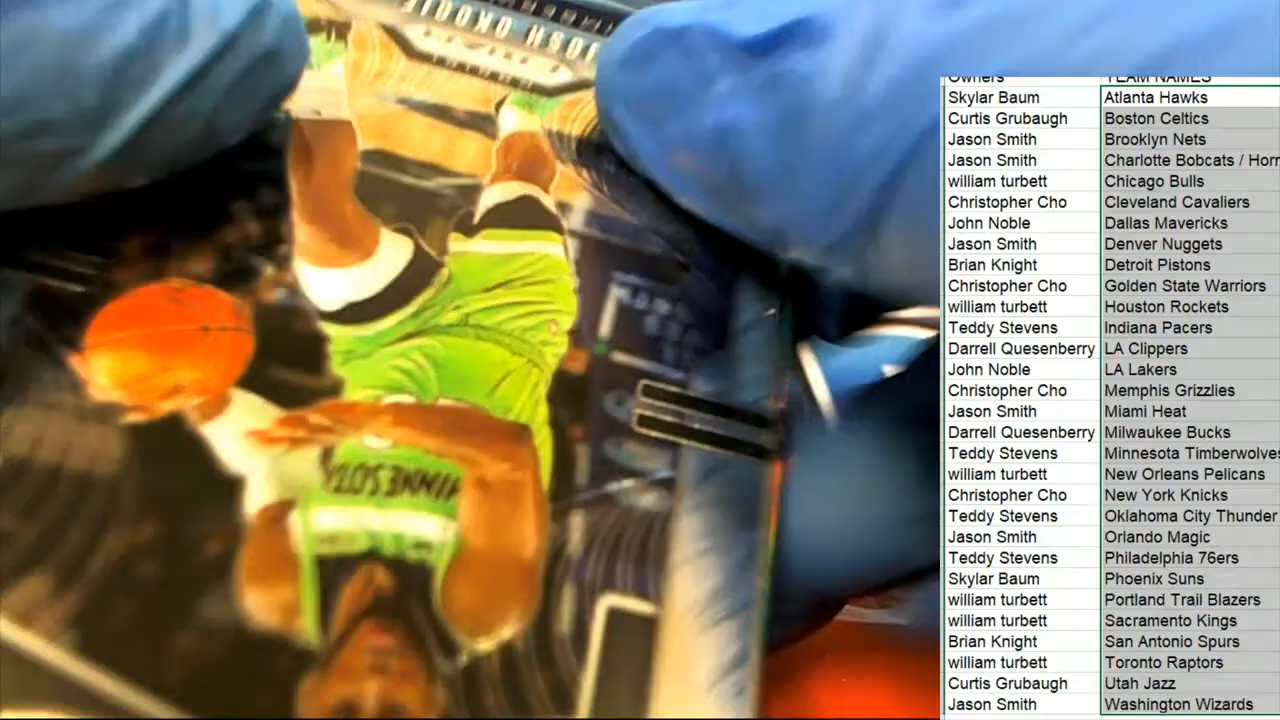 JOSH OKOGIE
MINNESOTA
Owners TEAM NAMES
Skylar Baum Atlanta Hawks
Curtis Grubaugh Boston Celtics
Jason Smith Brooklyn Nets
Jason Smith Charlotte Bobcats / Horn
william turbett Chicago Bulls
Christopher Cho Cleveland Cavaliers
John Noble Dallas Mavericks
Jason Smith Denver Nuggets
Brian Knight Detroit Pistons
Christopher Cho Golden State Warriors
william turbett Houston Rockets
Teddy Stevens Indiana Pacers
Darrell Quesenberry LA Clippers
John Noble LA Lakers
Christopher Cho Memphis Grizzlies
Jason Smith Miami Heat
Darrell Quesenberry Milwaukee Bucks
Teddy Stevens Minnesota Timberwolves
william turbett New Orleans Pelicans
Christopher Cho New York Knicks
Teddy Stevens Oklahoma City Thunder
Jason Smith Orlando Magic
Teddy Stevens Philadelphia 76ers
Skylar Baum Phoenix Suns
william turbett Portland Trail Blazers
william turbett Sacramento Kings
Brian Knight San Antonio Spurs
william turbett Toronto Raptors
Curtis Grubaugh Utah Jazz
Jason Smith Washington Wizards